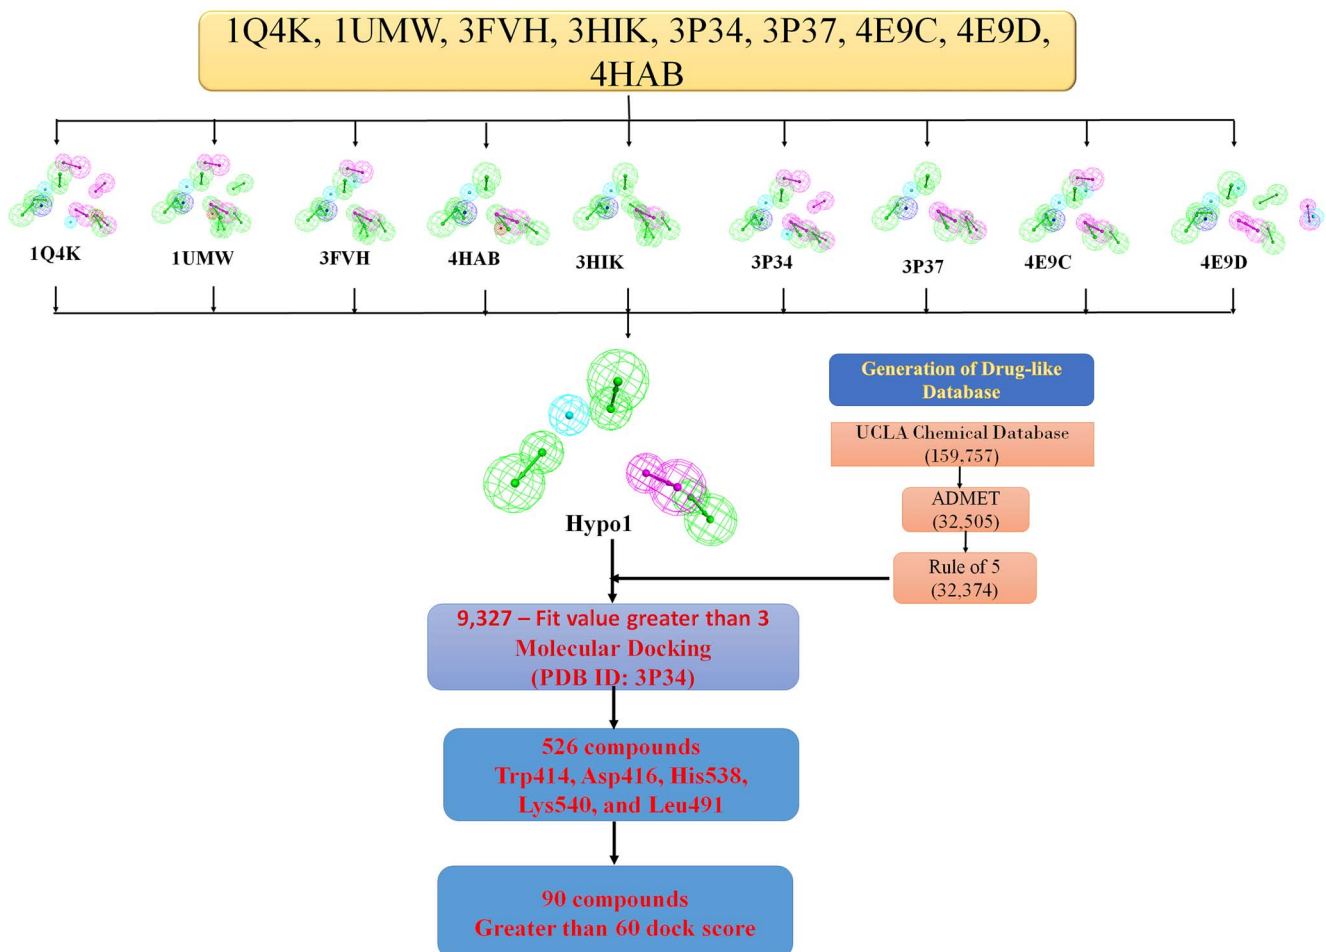 1Q4K, 1UMW, 3FVH, 3HIK, 3P34, 3P37, 4E9C, 4E9D,
4HAB
1Q4K
1UMW
3FVH
4HAB
3HIK
3P34
3P37
4E9C
4E9D
Generation of Drug-like
Database
UCLA Chemical Database
(159,757)
ADMET
(32,505)
Rule of 5
(32,374)
Hypo1
9,327 – Fit value greater than 3
Molecular Docking
(PDB ID: 3P34)
526 compounds
Trp414, Asp416, His538,
Lys540, and Leu491
90 compounds
Greater than 60 dock score